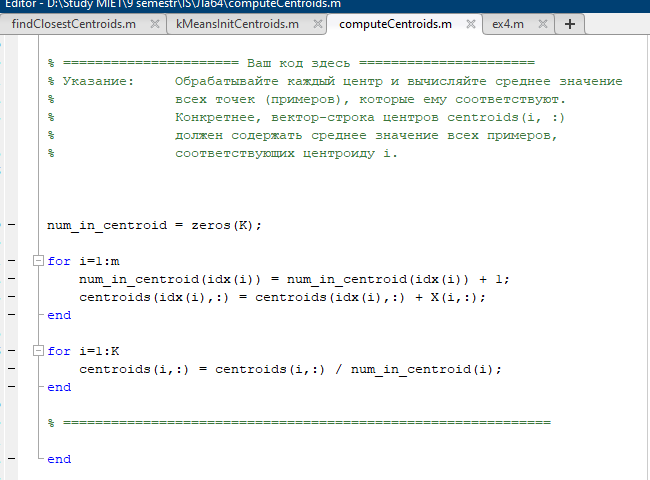 Editor - D:\Study MIET\9 semestr\IS\Лаб4\computeCentroids.m
findClosestCentroids.m × kMeansInitCentroids.m × computeCentroids.m × ex4.m × +
% ====================== Ваш код здесь ======================
% Указание: Обрабатывайте каждый центр и вычисляйте среднее значение
% всех точек (примеров), которые ему соответствуют.
% Конкретнее, вектор-строка центров centroids(i, :)
% должен содержать среднее значение всех примеров,
% соответствующих центроиду i.
num_in_centroid = zeros(K);
for i=1:m
num_in_centroid(idx(i)) = num_in_centroid(idx(i)) + 1;
centroids(idx(i),:) = centroids(idx(i),:) + X(i,:);
end
for i=1:K
centroids(i,:) = centroids(i,:) / num_in_centroid(i);
end
% =============================================================
end